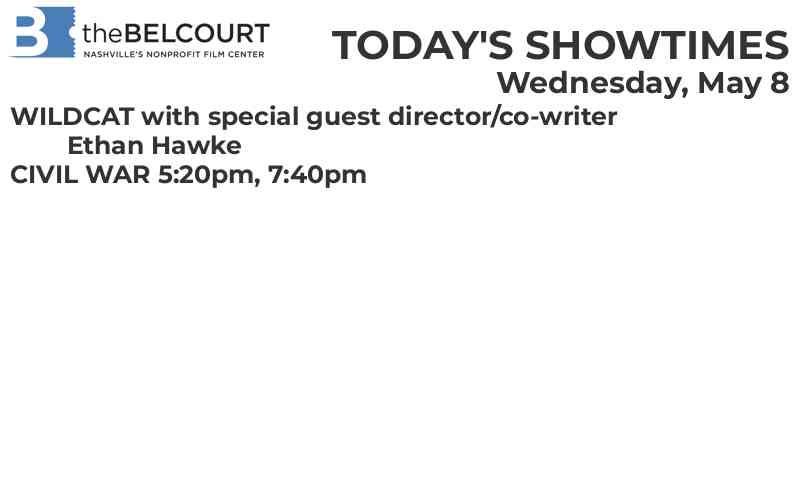 B theBELCOURT
NASHVILLE'S NONPROFIT FILM CENTER
TODAY'S SHOWTIMES
Wednesday, May 8
WILDCAT with special guest director/co-writer
Ethan Hawke
CIVIL WAR 5:20pm, 7:40pm